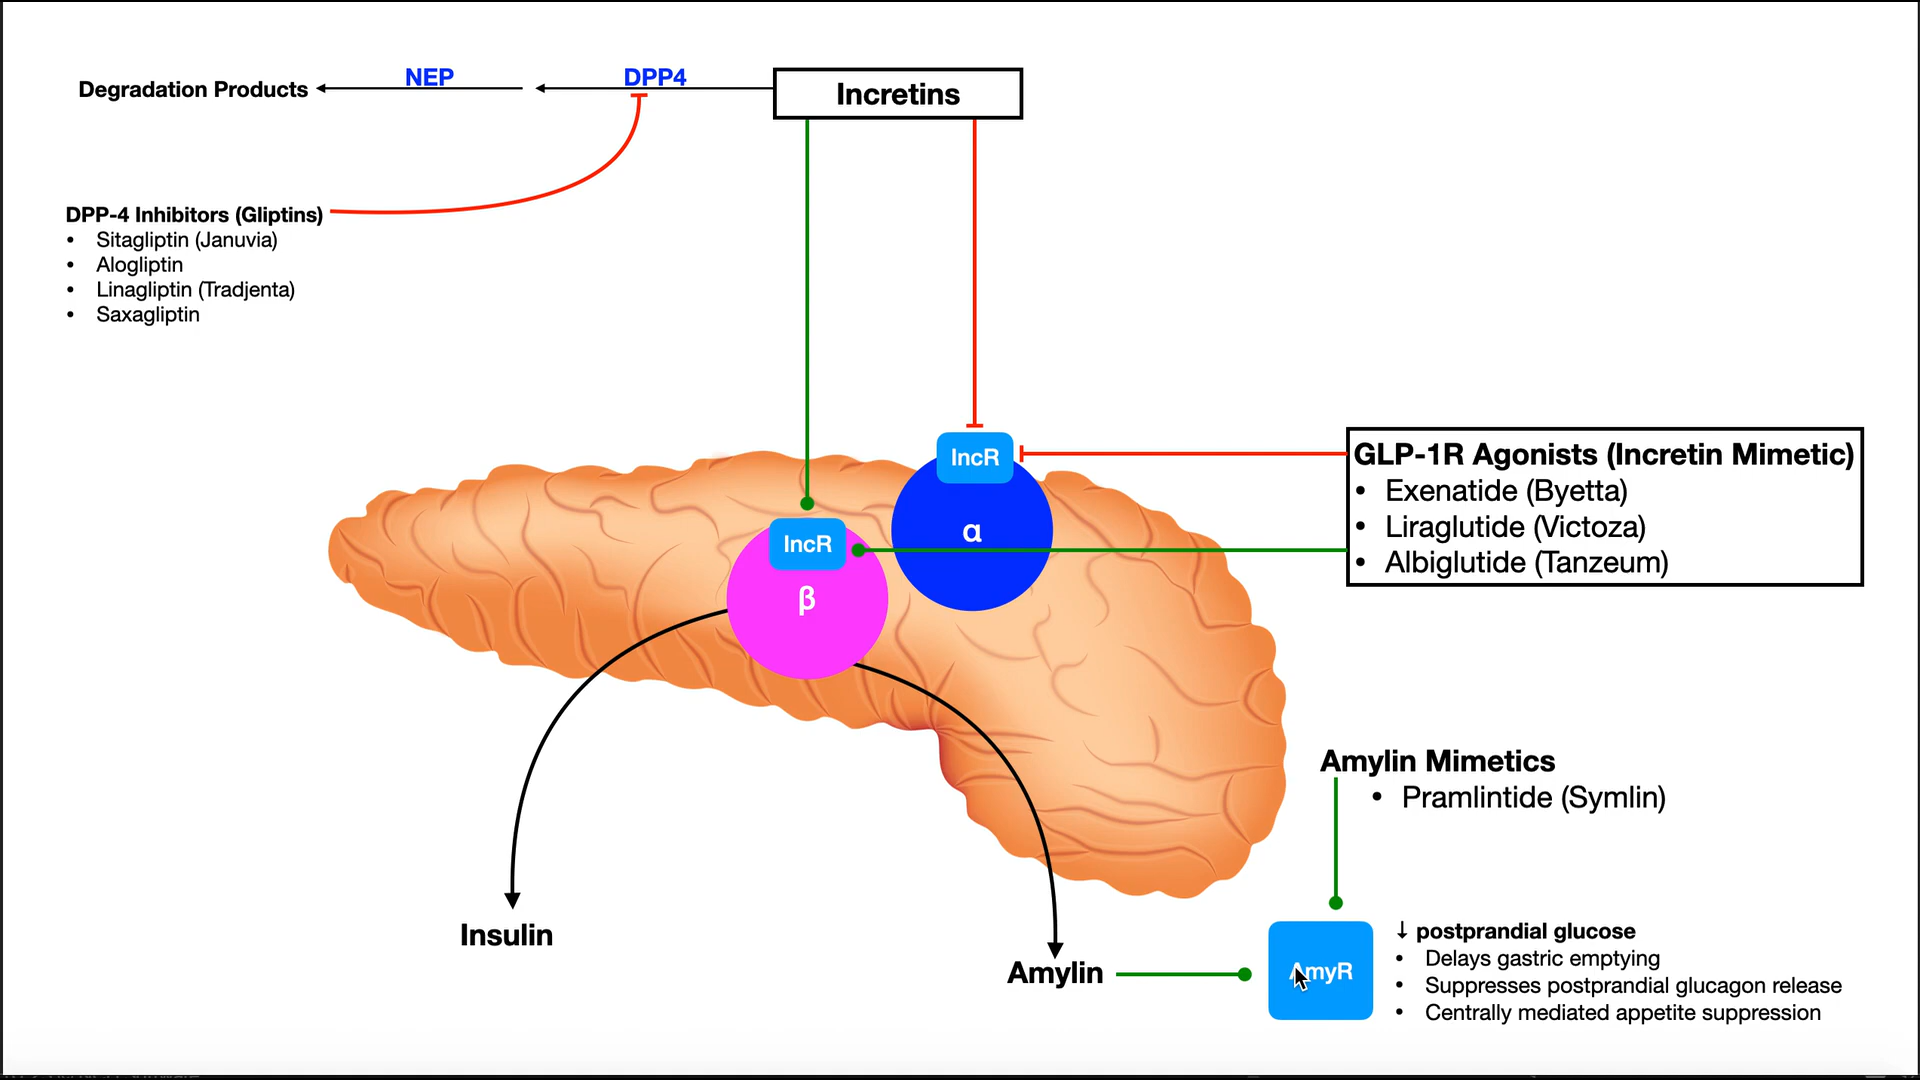 NEP
DPP4
Degradation Products
Incretins
DPP-4 Inhibitors (Gliptins)
• Sitagliptin (Januvia)
• Alogliptin
• Linagliptin (Tradjenta)
• Saxagliptin
IncR
α
IncR
β
GLP-1R Agonists (Incretin Mimetic)
• Exenatide (Byetta)
• Liraglutide (Victoza)
• Albiglutide (Tanzeum)
Amylin Mimetics
• Pramlintide (Symlin)
Insulin
Amylin
AmyR
↓ postprandial glucose
• Delays gastric emptying
• Suppresses postprandial glucagon release
• Centrally mediated appetite suppression